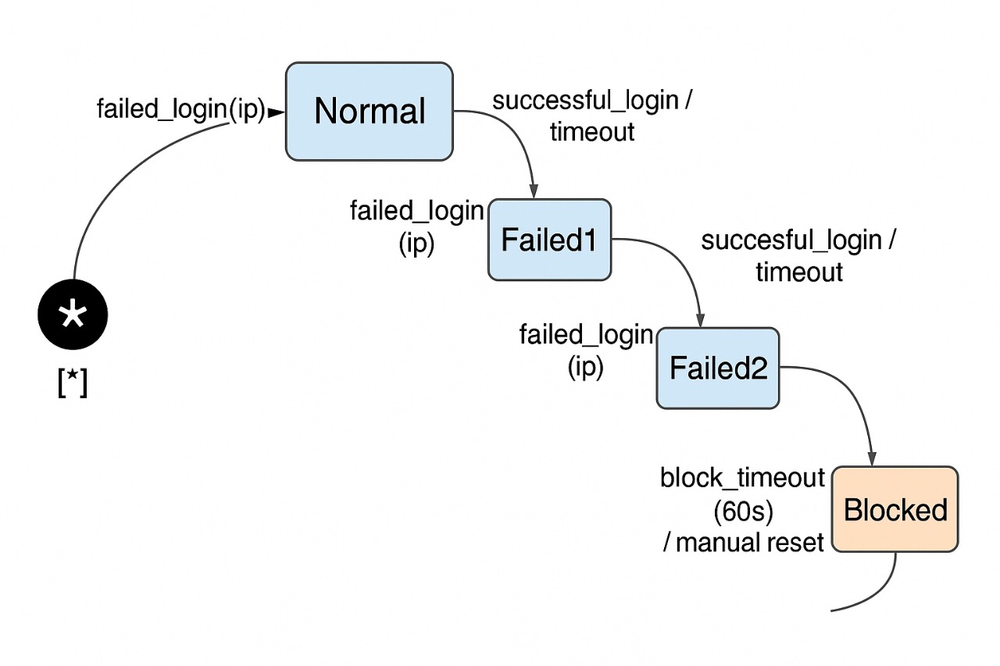 failed_login(ip)
Normal
successful_login /
timeout
failed_login
(ip)
Failed1
succesful_login /
timeout
*
[*]
failed_login
(ip)
Failed2
block_timeout
(60s)
/ manual reset
Blocked